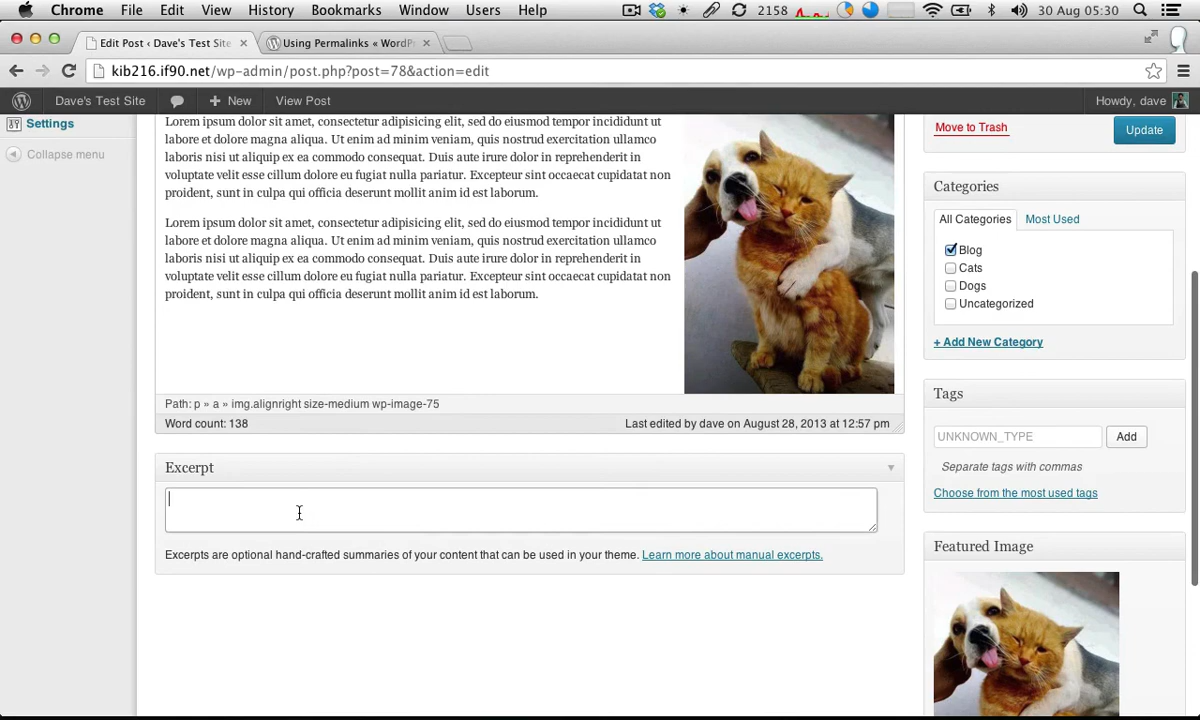 Chrome File Edit View History Bookmarks Window Users Help 2158 30 Aug 05:30
Edit Post ‹ Dave's Test Site
Using Permalinks « WordP
kib216.if90.net/wp-admin/post.php?post=78&action=edit
Dave's Test Site + New View Post Howdy, dave
Settings
Collapse menu
Lorem ipsum dolor sit amet, consectetur adipisicing elit, sed do eiusmod tempor incididunt ut
labore et dolore magna aliqua. Ut enim ad minim veniam, quis nostrud exercitation ullamco
laboris nisi ut aliquip ex ea commodo consequat. Duis aute irure dolor in reprehenderit in
voluptate velit esse cillum dolore eu fugiat nulla pariatur. Excepteur sint occaecat cupidatat non
proident, sunt in culpa qui officia deserunt mollit anim id est laborum.
Lorem ipsum dolor sit amet, consectetur adipisicing elit, sed do eiusmod tempor incididunt ut
labore et dolore magna aliqua. Ut enim ad minim veniam, quis nostrud exercitation ullamco
laboris nisi ut aliquip ex ea commodo consequat. Duis aute irure dolor in reprehenderit in
voluptate velit esse cillum dolore eu fugiat nulla pariatur. Excepteur sint occaecat cupidatat non
proident, sunt in culpa qui officia deserunt mollit anim id est laborum.
Path: p » a » img.alignright size-medium wp-image-75
Word count: 138 Last edited by dave on August 28, 2013 at 12:57 pm
Excerpt
Excerpts are optional hand-crafted summaries of your content that can be used in your theme. Learn more about manual excerpts.
Move to Trash Update
Categories
All Categories Most Used
Blog
Cats
Dogs
Uncategorized
+ Add New Category
Tags
UNKNOWN_TYPE Add
Separate tags with commas
Choose from the most used tags
Featured Image